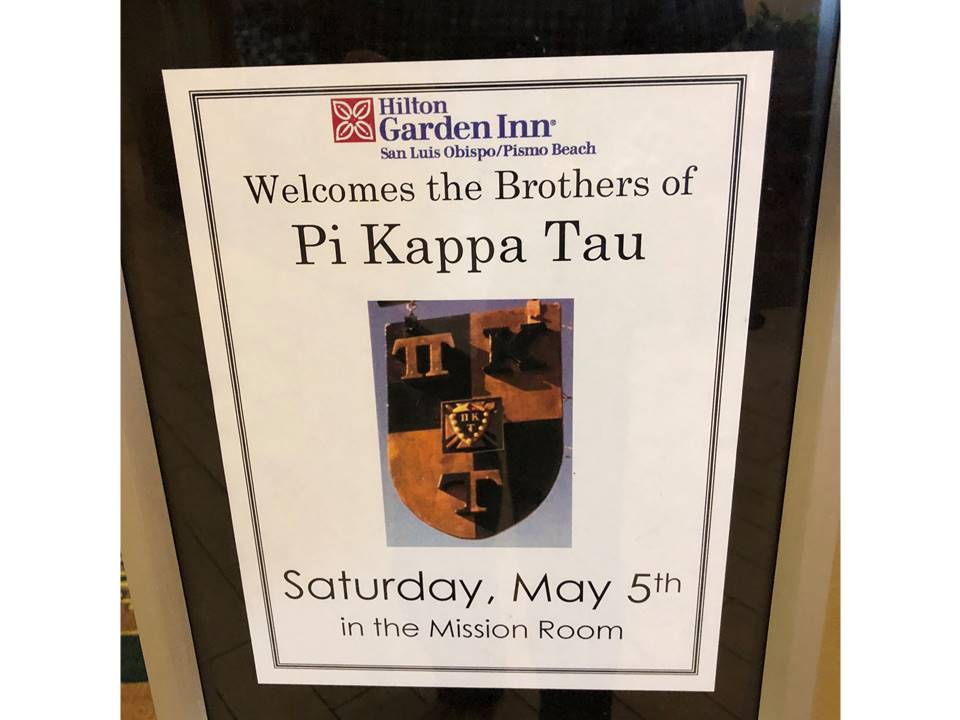 Hilton
Garden Inn®
San Luis Obispo/Pismo Beach
Welcomes the Brothers of
Pi Kappa Tau
Π Κ
Π Κ
Τ
Τ
Saturday, May 5th
in the Mission Room